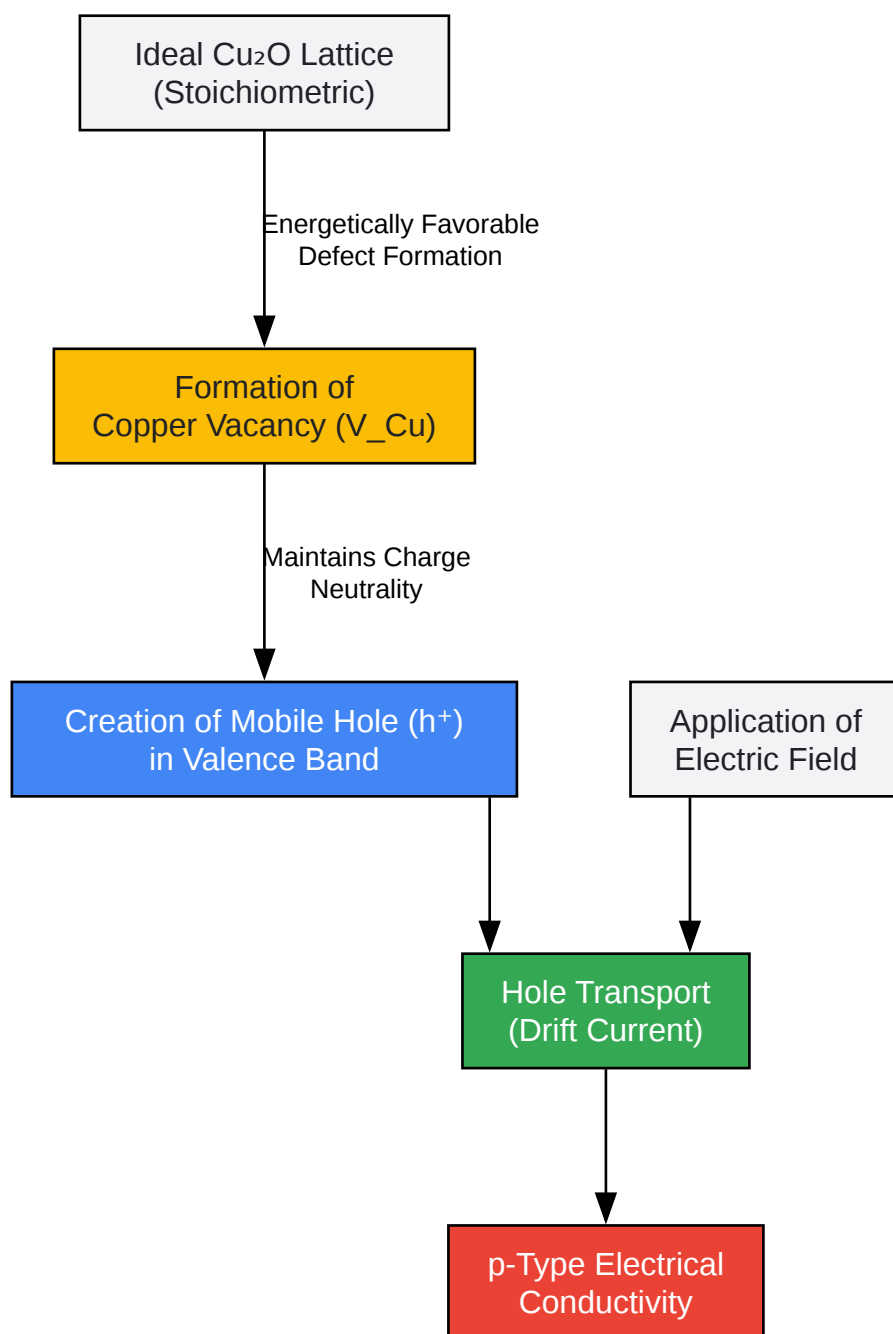 Ideal Cu₂O Lattice
(Stoichiometric)
Energetically Favorable
Defect Formation
Formation of
Copper Vacancy (V_Cu)
Maintains Charge
Neutrality
Creation of Mobile Hole (h⁺)
in Valence Band
Application of
Electric Field
Hole Transport
(Drift Current)
p-Type Electrical
Conductivity